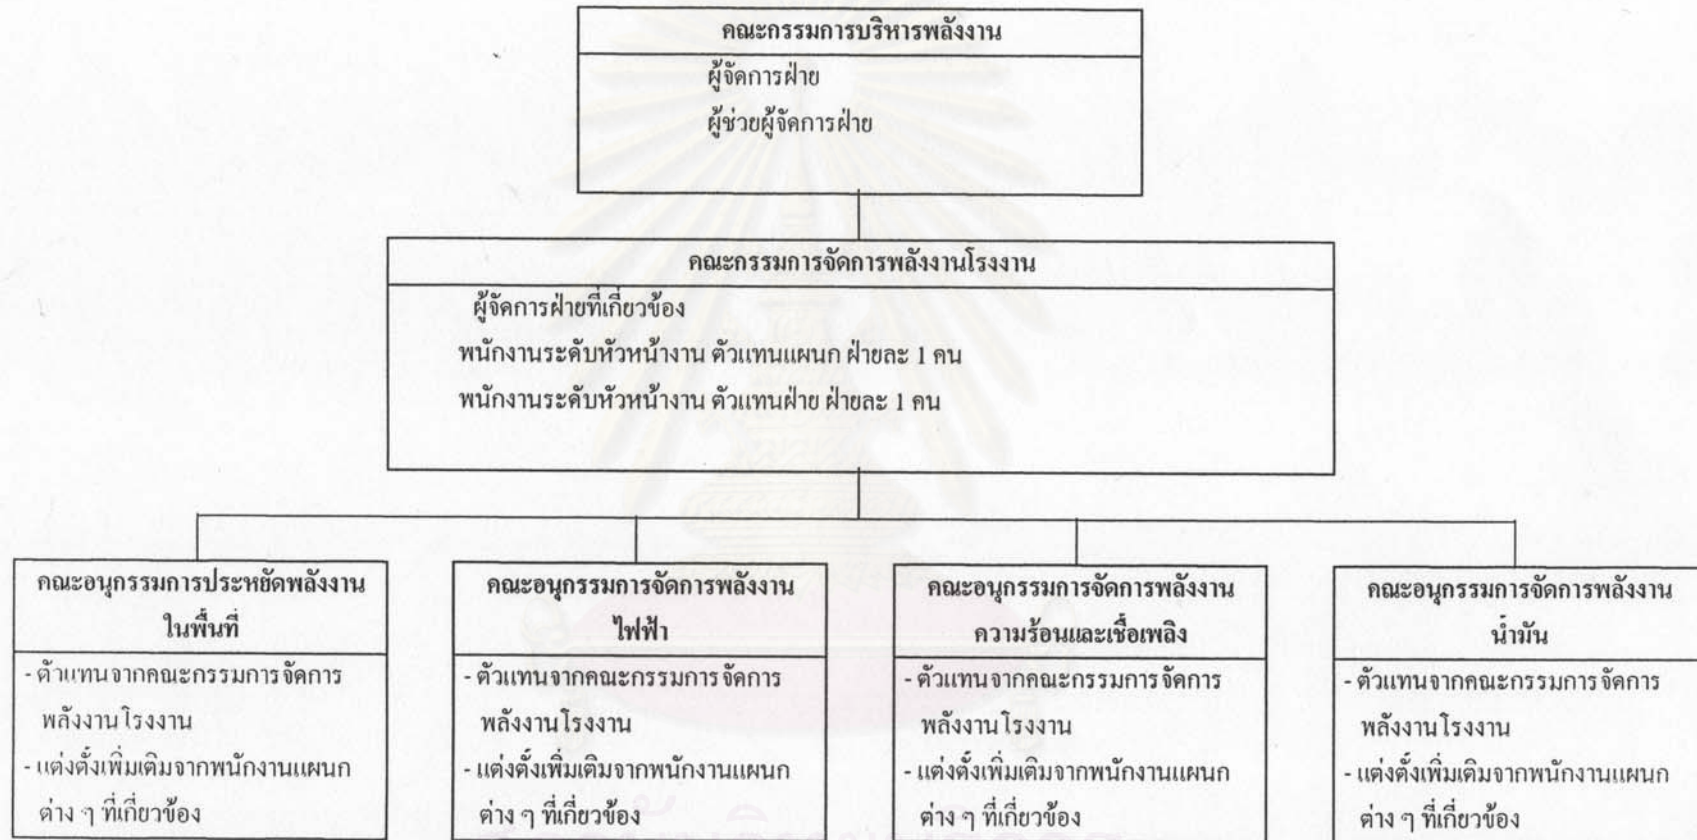 คณะกรรมการบริหารพลังงาน
ผู้จัดการฝ่าย
ผู้ช่วยผู้จัดการฝ่าย
คณะกรรมการจัดการพลังงานโรงงาน
ผู้จัดการฝ่ายที่เกี่ยวข้อง
พนักงานระดับหัวหน้างาน ตัวแทนแผนก ฝ่ายละ 1 คน
พนักงานระดับหัวหน้างาน ตัวแทนฝ่าย ฝ่ายละ 1 คน
คณะอนุกรรมการประหยัดพลังงาน
ในพื้นที่
- ตัวแทนจากคณะกรรมการจัดการ
พลังงานโรงงาน
- แต่งตั้งเพิ่มเติมจากพนักงานแผนก
ต่าง ๆ ที่เกี่ยวข้อง
คณะอนุกรรมการจัดการพลังงาน
ไฟฟ้า
- ตัวแทนจากคณะกรรมการจัดการ
พลังงานโรงงาน
- แต่งตั้งเพิ่มเติมจากพนักงานแผนก
ต่าง ๆ ที่เกี่ยวข้อง
คณะอนุกรรมการจัดการพลังงาน
ความร้อนและเชื้อเพลิง
- ตัวแทนจากคณะกรรมการจัดการ
พลังงานโรงงาน
- แต่งตั้งเพิ่มเติมจากพนักงานแผนก
ต่าง ๆ ที่เกี่ยวข้อง
คณะอนุกรรมการจัดการพลังงาน
น้ำมัน
- ตัวแทนจากคณะกรรมการจัดการ
พลังงานโรงงาน
- แต่งตั้งเพิ่มเติมจากพนักงานแผนก
ต่าง ๆ ที่เกี่ยวข้อง